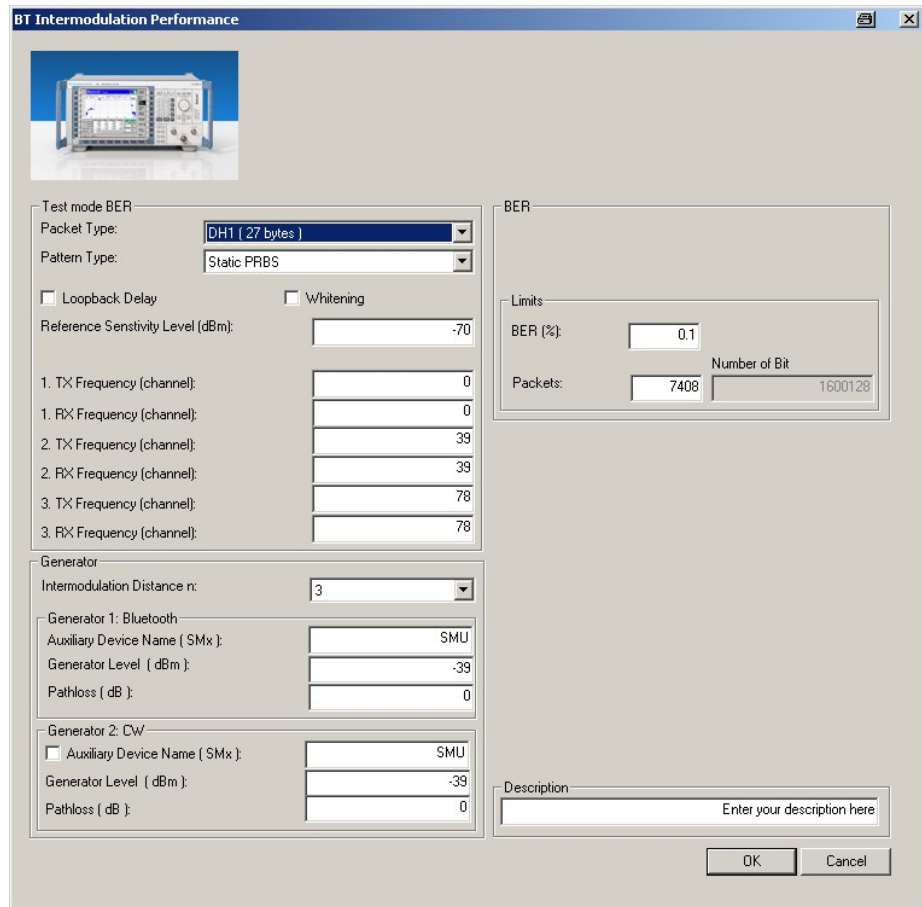 BT Intermodulation Performance
Test mode BER
Packet Type: DH1 ( 27 bytes )
Pattern Type: Static PRBS
Loopback Delay Whitening
Reference Senstivity Level (dBm): -70
1. TX Frequency (channel): 0
1. RX Frequency (channel): 0
2. TX Frequency (channel): 39
2. RX Frequency (channel): 39
3. TX Frequency (channel): 78
3. RX Frequency (channel): 78
Generator
Intermodulation Distance n: 3
Generator 1: Bluetooth
Auxiliary Device Name ( SMx ): SMU
Generator Level ( dBm ): -39
Pathloss ( dB ): 0
Generator 2: CW
Auxiliary Device Name ( SMx ): SMU
Generator Level ( dBm ): -39
Pathloss ( dB ): 0
BER
Limits
BER (%): 0.1
Number of Bit
Packets: 7408 1600128
Description
Enter your description here
OK Cancel